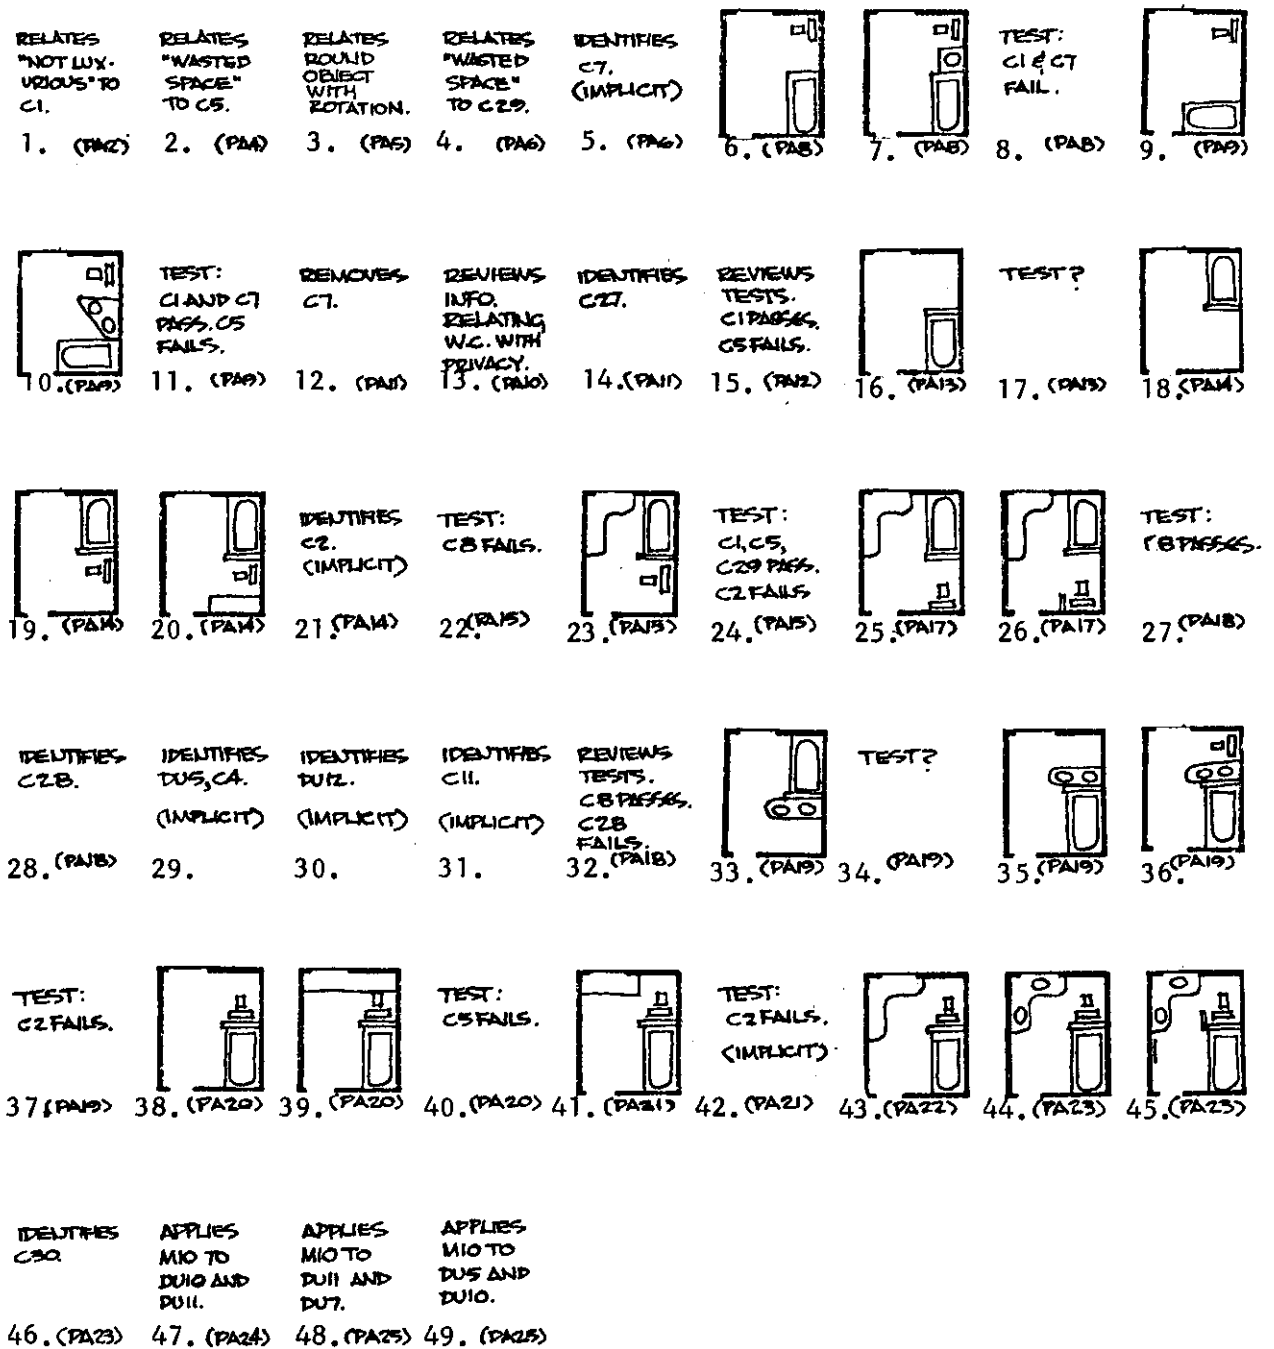 RELATES "NOT LUX- URIOUS" TO C1.
1. (PA2)
RELATES "WASTED SPACE" TO C5.
2. (PA4)
RELATES ROUND OBJECT WITH ROTATION.
3. (PA5)
RELATES "WASTED SPACE" TO C29.
4. (PA6)
IDENTIFIES C7. (IMPLICIT)
5. (PA6)
6. (PA8)
7. (PA8)
TEST: C1 & C7 FAIL.
8. (PA8)
9. (PA9)
10. (PA9)
TEST: C1 AND C7 PASS. C5 FAILS.
11. (PA9)
REMOVES C7.
12. (PA11)
REVIEWS INFO. RELATING W.C. WITH PRIVACY.
13. (PA10)
IDENTIFIES C27.
14. (PA11)
REVIEWS TESTS. C1 PASSES, C5 FAILS.
15. (PA12)
16. (PA13)
TEST?
17. (PA13)
18. (PA14)
19. (PA14)
20. (PA14)
IDENTIFIES C2. (IMPLICIT)
21. (PA14)
TEST: C8 FAILS.
22. (PA15)
23. (PA15)
TEST: C1, C5, C29 PASS. C2 FAILS
24. (PA15)
25. (PA17)
26. (PA17)
TEST: C8 PASSES.
27. (PA18)
IDENTIFIES C28.
28. (PA18)
IDENTIFIES DU5, C4. (IMPLICIT)
29.
IDENTIFIES DU12. (IMPLICIT)
30.
IDENTIFIES C11. (IMPLICIT)
31.
REVIEWS TESTS. C8 PASSES. C28 FAILS.
32. (PA18)
33. (PA19)
TEST?
34. (PA19)
35. (PA19)
36. (PA19)
TEST: C2 FAILS.
37. (PA19)
38. (PA20)
39. (PA20)
TEST: C5 FAILS.
40. (PA20)
41. (PA21)
TEST: C2 FAILS. (IMPLICIT)
42. (PA21)
43. (PA22)
44. (PA23)
45. (PA23)
IDENTIFIES C30.
46. (PA23)
APPLIES M10 TO DU10 AND DU11.
47. (PA24)
APPLIES M10 TO DU11 AND DU7.
48. (PA25)
APPLIES M10 TO DU5 AND DU10.
49. (PA25)